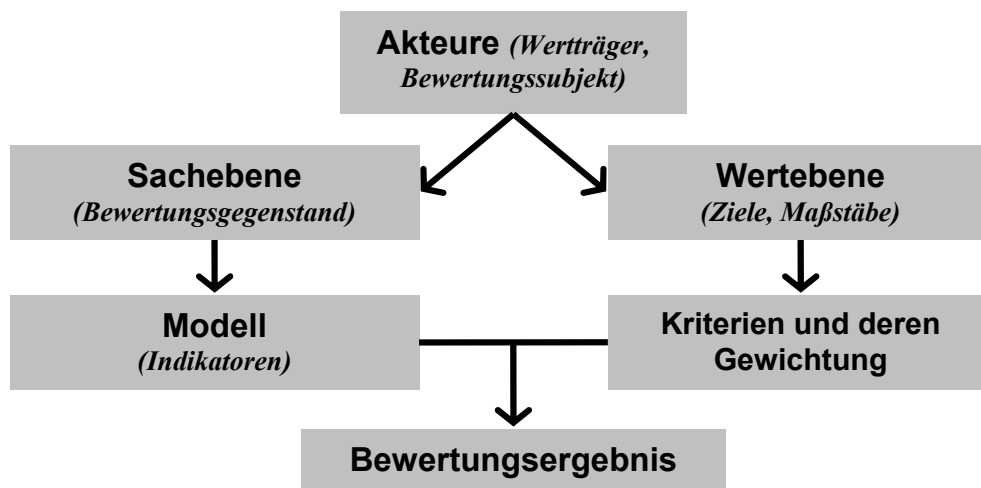 Akteure (Wertträger,
Bewertungssubjekt)
Sachebene
(Bewertungsgegenstand)
Wertebene
(Ziele, Maßstäbe)
Modell
(Indikatoren)
Kriterien und deren
Gewichtung
Bewertungsergebnis